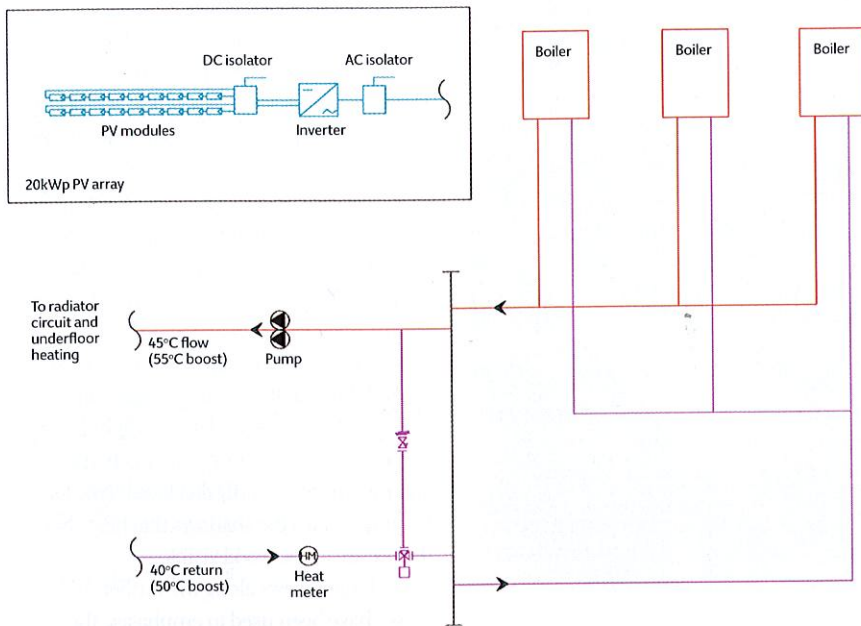 DC isolator
AC isolator
PV modules
Inverter
20kWp PV array
Boiler
Boiler
Boiler
To radiator
circuit and
underfloor
heating
45°C flow
(55°C boost)
Pump
40°C return
(50°C boost)
HM
Heat
meter